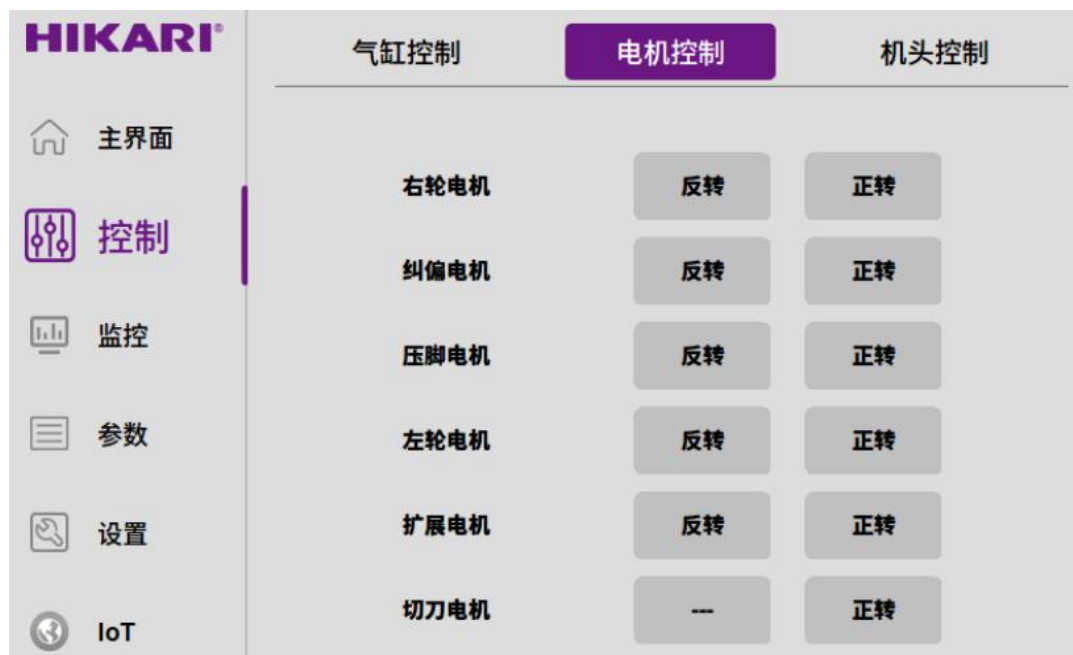 HIKARI®
气缸控制 电机控制 机头控制
主界面
控制
监控
参数
设置
IoT
右轮电机 反转 正转
纠偏电机 反转 正转
压脚电机 反转 正转
左轮电机 反转 正转
扩展电机 反转 正转
切刀电机 --- 正转